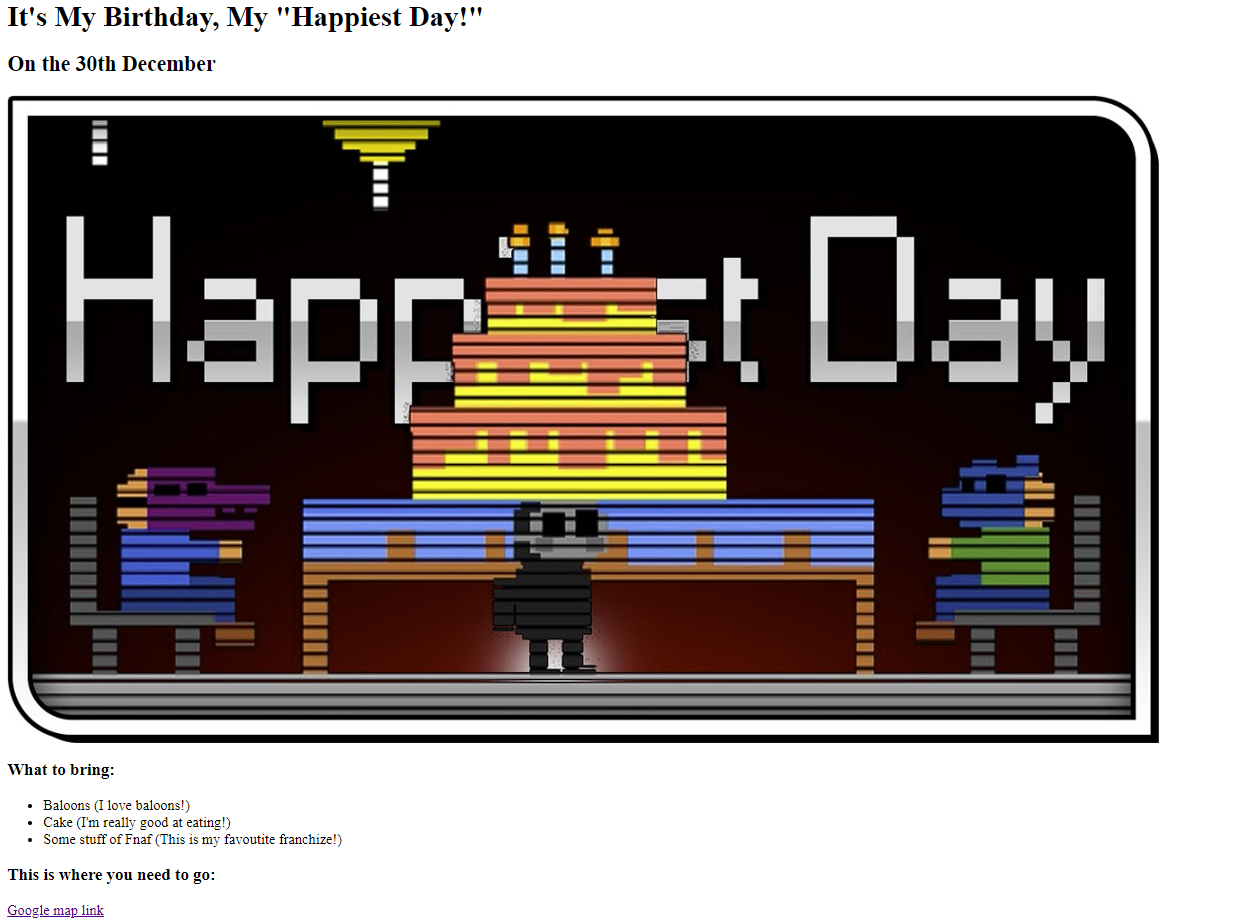 It's My Birthday, My "Happiest Day!"
On the 30th December
Happest Day
What to bring:
Baloons (I love baloons!)
Cake (I'm really good at eating!)
Some stuff of Fnaf (This is my favoutite franchize!)
This is where you need to go:
Google map link